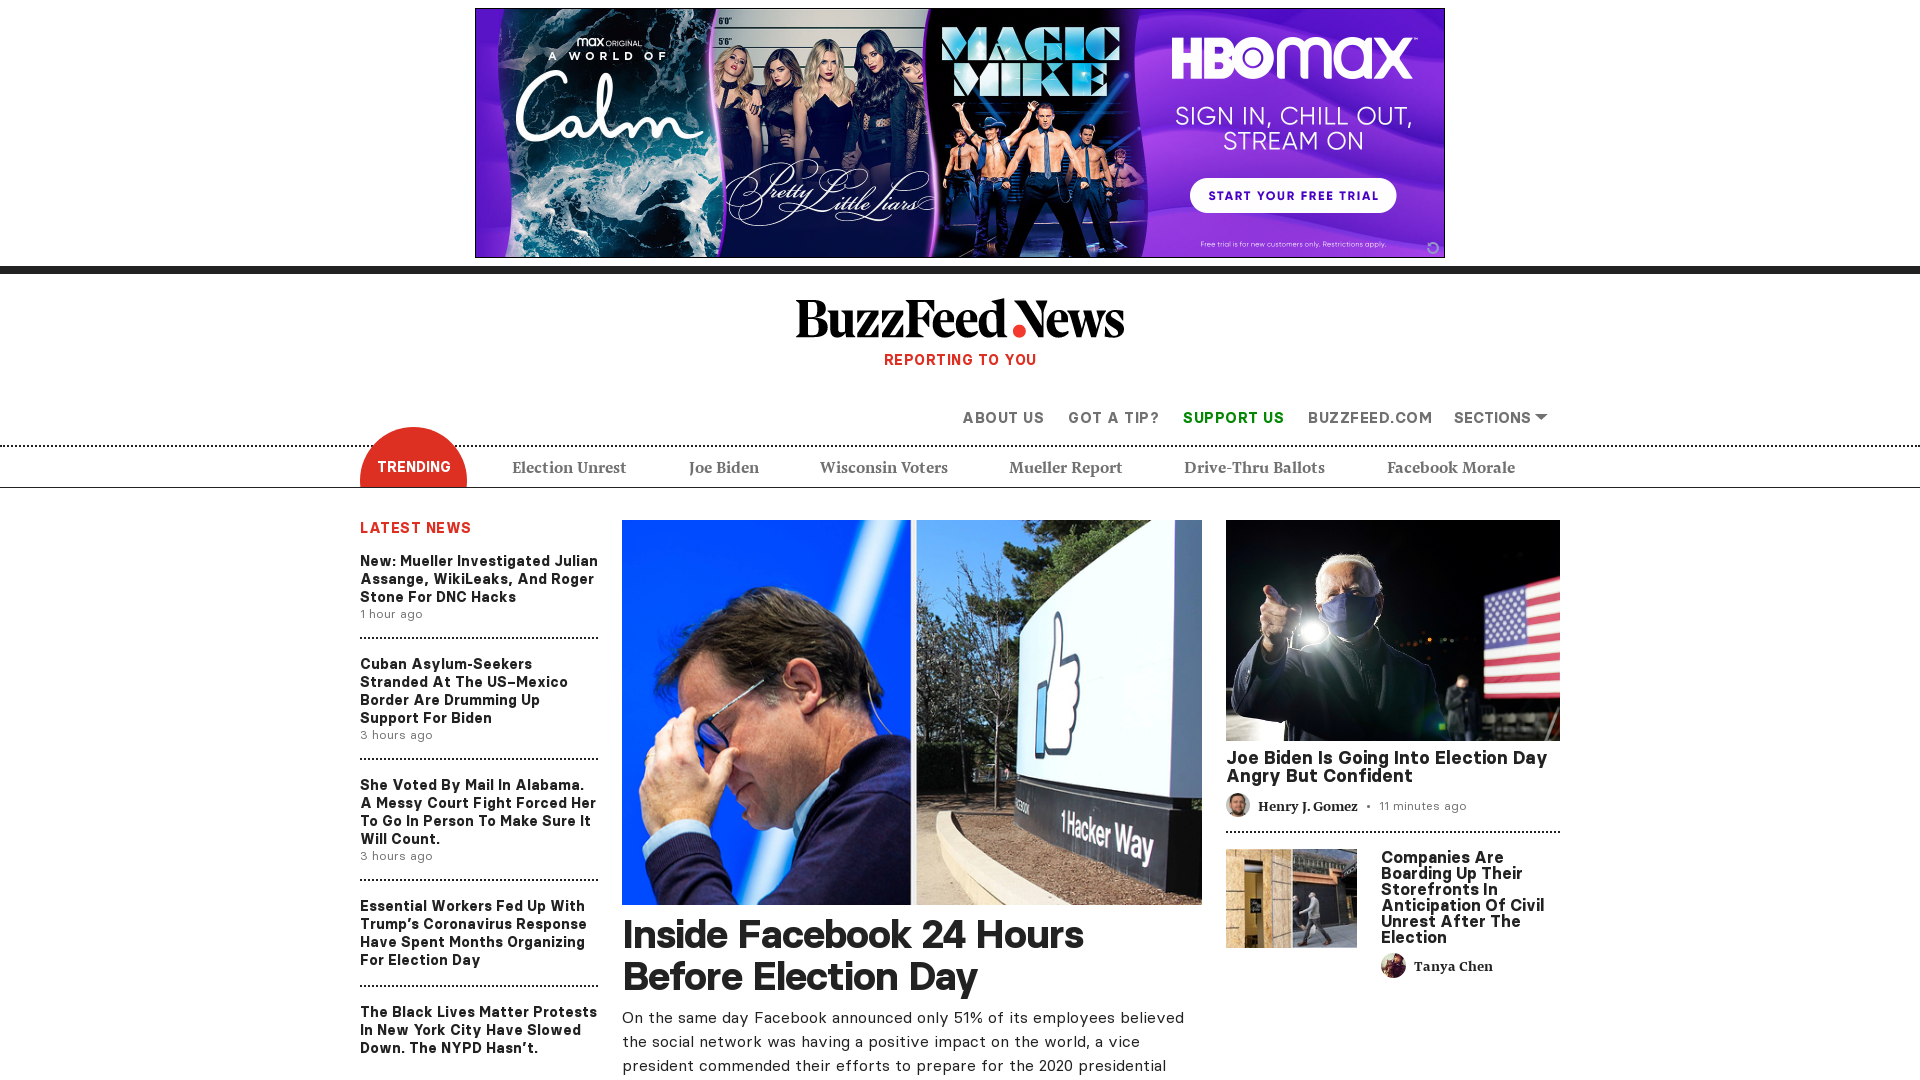 6'0"
5'6"
max ORIGINAL
A WORLD OF
Calm
Pretty Little Liars
MAGIC
MIKE
HBOmax
SIGN IN, CHILL OUT,
STREAM ON
START YOUR FREE TRIAL
Free trial is for new customers only. Restrictions apply.
BuzzFeed News
REPORTING TO YOU
ABOUT US
GOT A TIP?
SUPPORT US
BUZZFEED.COM
SECTIONS
TRENDING
Election Unrest
Joe Biden
Wisconsin Voters
Mueller Report
Drive-Thru Ballots
Facebook Morale
LATEST NEWS
New: Mueller Investigated Julian
Assange, WikiLeaks, And Roger
Stone For DNC Hacks
1 hour ago
Cuban Asylum-Seekers
Stranded At The US–Mexico
Border Are Drumming Up
Support For Biden
3 hours ago
She Voted By Mail In Alabama.
A Messy Court Fight Forced Her
To Go In Person To Make Sure It
Will Count.
3 hours ago
Essential Workers Fed Up With
Trump’s Coronavirus Response
Have Spent Months Organizing
For Election Day
The Black Lives Matter Protests
In New York City Have Slowed
Down. The NYPD Hasn’t.
FACEBOOK
1 Hacker Way
Inside Facebook 24 Hours
Before Election Day
On the same day Facebook announced only 51% of its employees believed
the social network was having a positive impact on the world, a vice
president commended their efforts to prepare for the 2020 presidential
Joe Biden Is Going Into Election Day
Angry But Confident
Henry J. Gomez • 11 minutes ago
Companies Are
Boarding Up Their
Storefronts In
Anticipation Of Civil
Unrest After The
Election
Tanya Chen